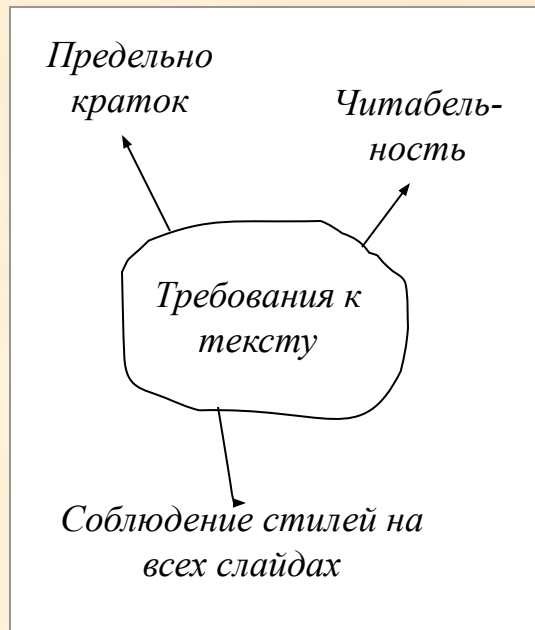 Предельно
краток
Читабель-
ность
Требования к
тексту
Соблюдение стилей на
всех слайдах